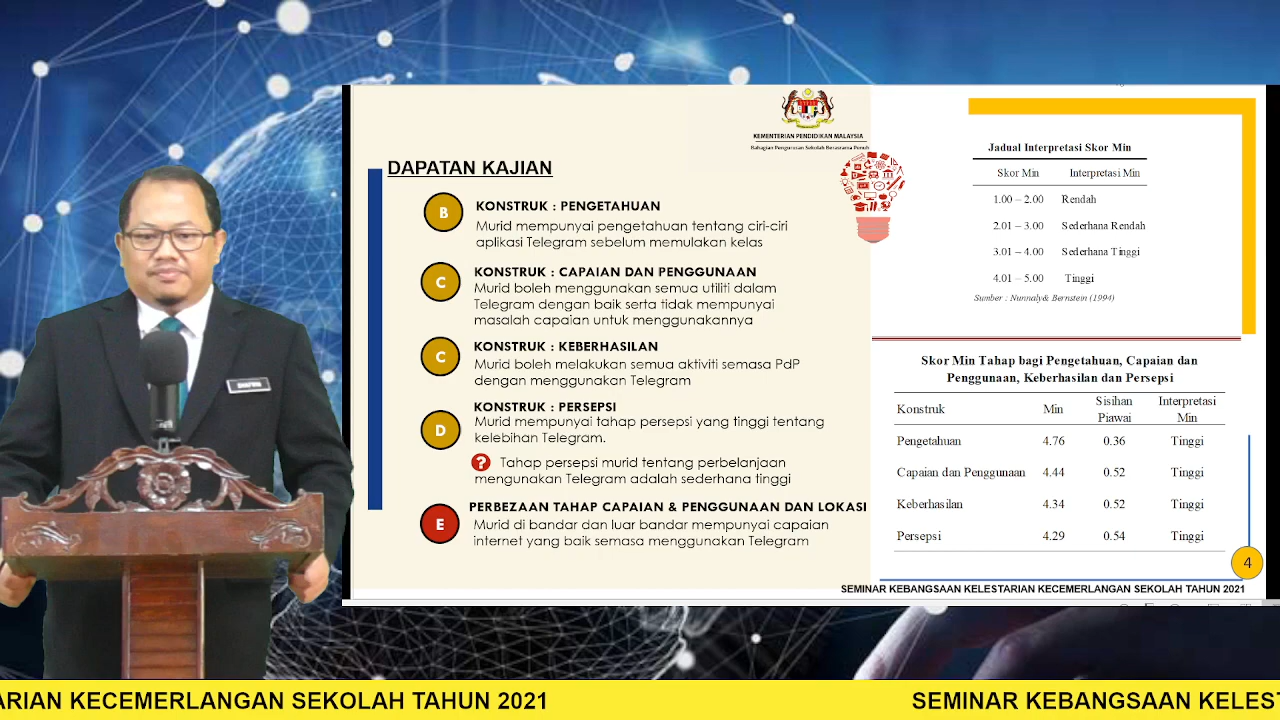 KEMENTERIAN PENDIDIKAN MALAYSIA
Bahagian Pengurusan Sekolah Berasrama Penuh
DAPATAN KAJIAN
B
KONSTRUK : PENGETAHUAN
Murid mempunyai pengetahuan tentang ciri-ciri
aplikasi Telegram sebelum memulakan kelas
C
KONSTRUK : CAPAIAN DAN PENGGUNAAN
Murid boleh menggunakan semua utiliti dalam
Telegram dengan baik serta tidak mempunyai
masalah capaian untuk menggunakannya
C
KONSTRUK : KEBERHASILAN
Murid boleh melakukan semua aktiviti semasa PdP
dengan menggunakan Telegram
D
KONSTRUK : PERSEPSI
Murid mempunyai tahap persepsi yang tinggi tentang
kelebihan Telegram.
? Tahap persepsi murid tentang perbelanjaan
mengunakan Telegram adalah sederhana tinggi
E
PERBEZAAN TAHAP CAPAIAN & PENGGUNAAN DAN LOKASI
Murid di bandar dan luar bandar mempunyai capaian
internet yang baik semasa menggunakan Telegram
Jadual Interpretasi Skor Min
Skor Min Interpretasi Min
1.00 – 2.00 Rendah
2.01 – 3.00 Sederhana Rendah
3.01 – 4.00 Sederhana Tinggi
4.01 – 5.00 Tinggi
Sumber : Nunnaly& Bernstein (1994)
Skor Min Tahap bagi Pengetahuan, Capaian dan
Penggunaan, Keberhasilan dan Persepsi
Konstruk Min Sisihan Piawai Interpretasi Min
Pengetahuan 4.76 0.36 Tinggi
Capaian dan Penggunaan 4.44 0.52 Tinggi
Keberhasilan 4.34 0.52 Tinggi
Persepsi 4.29 0.54 Tinggi
4
SEMINAR KEBANGSAAN KELESTARIAN KECEMERLANGAN SEKOLAH TAHUN 2021
ARIAN KECEMERLANGAN SEKOLAH TAHUN 2021 SEMINAR KEBANGSAAN KELEST